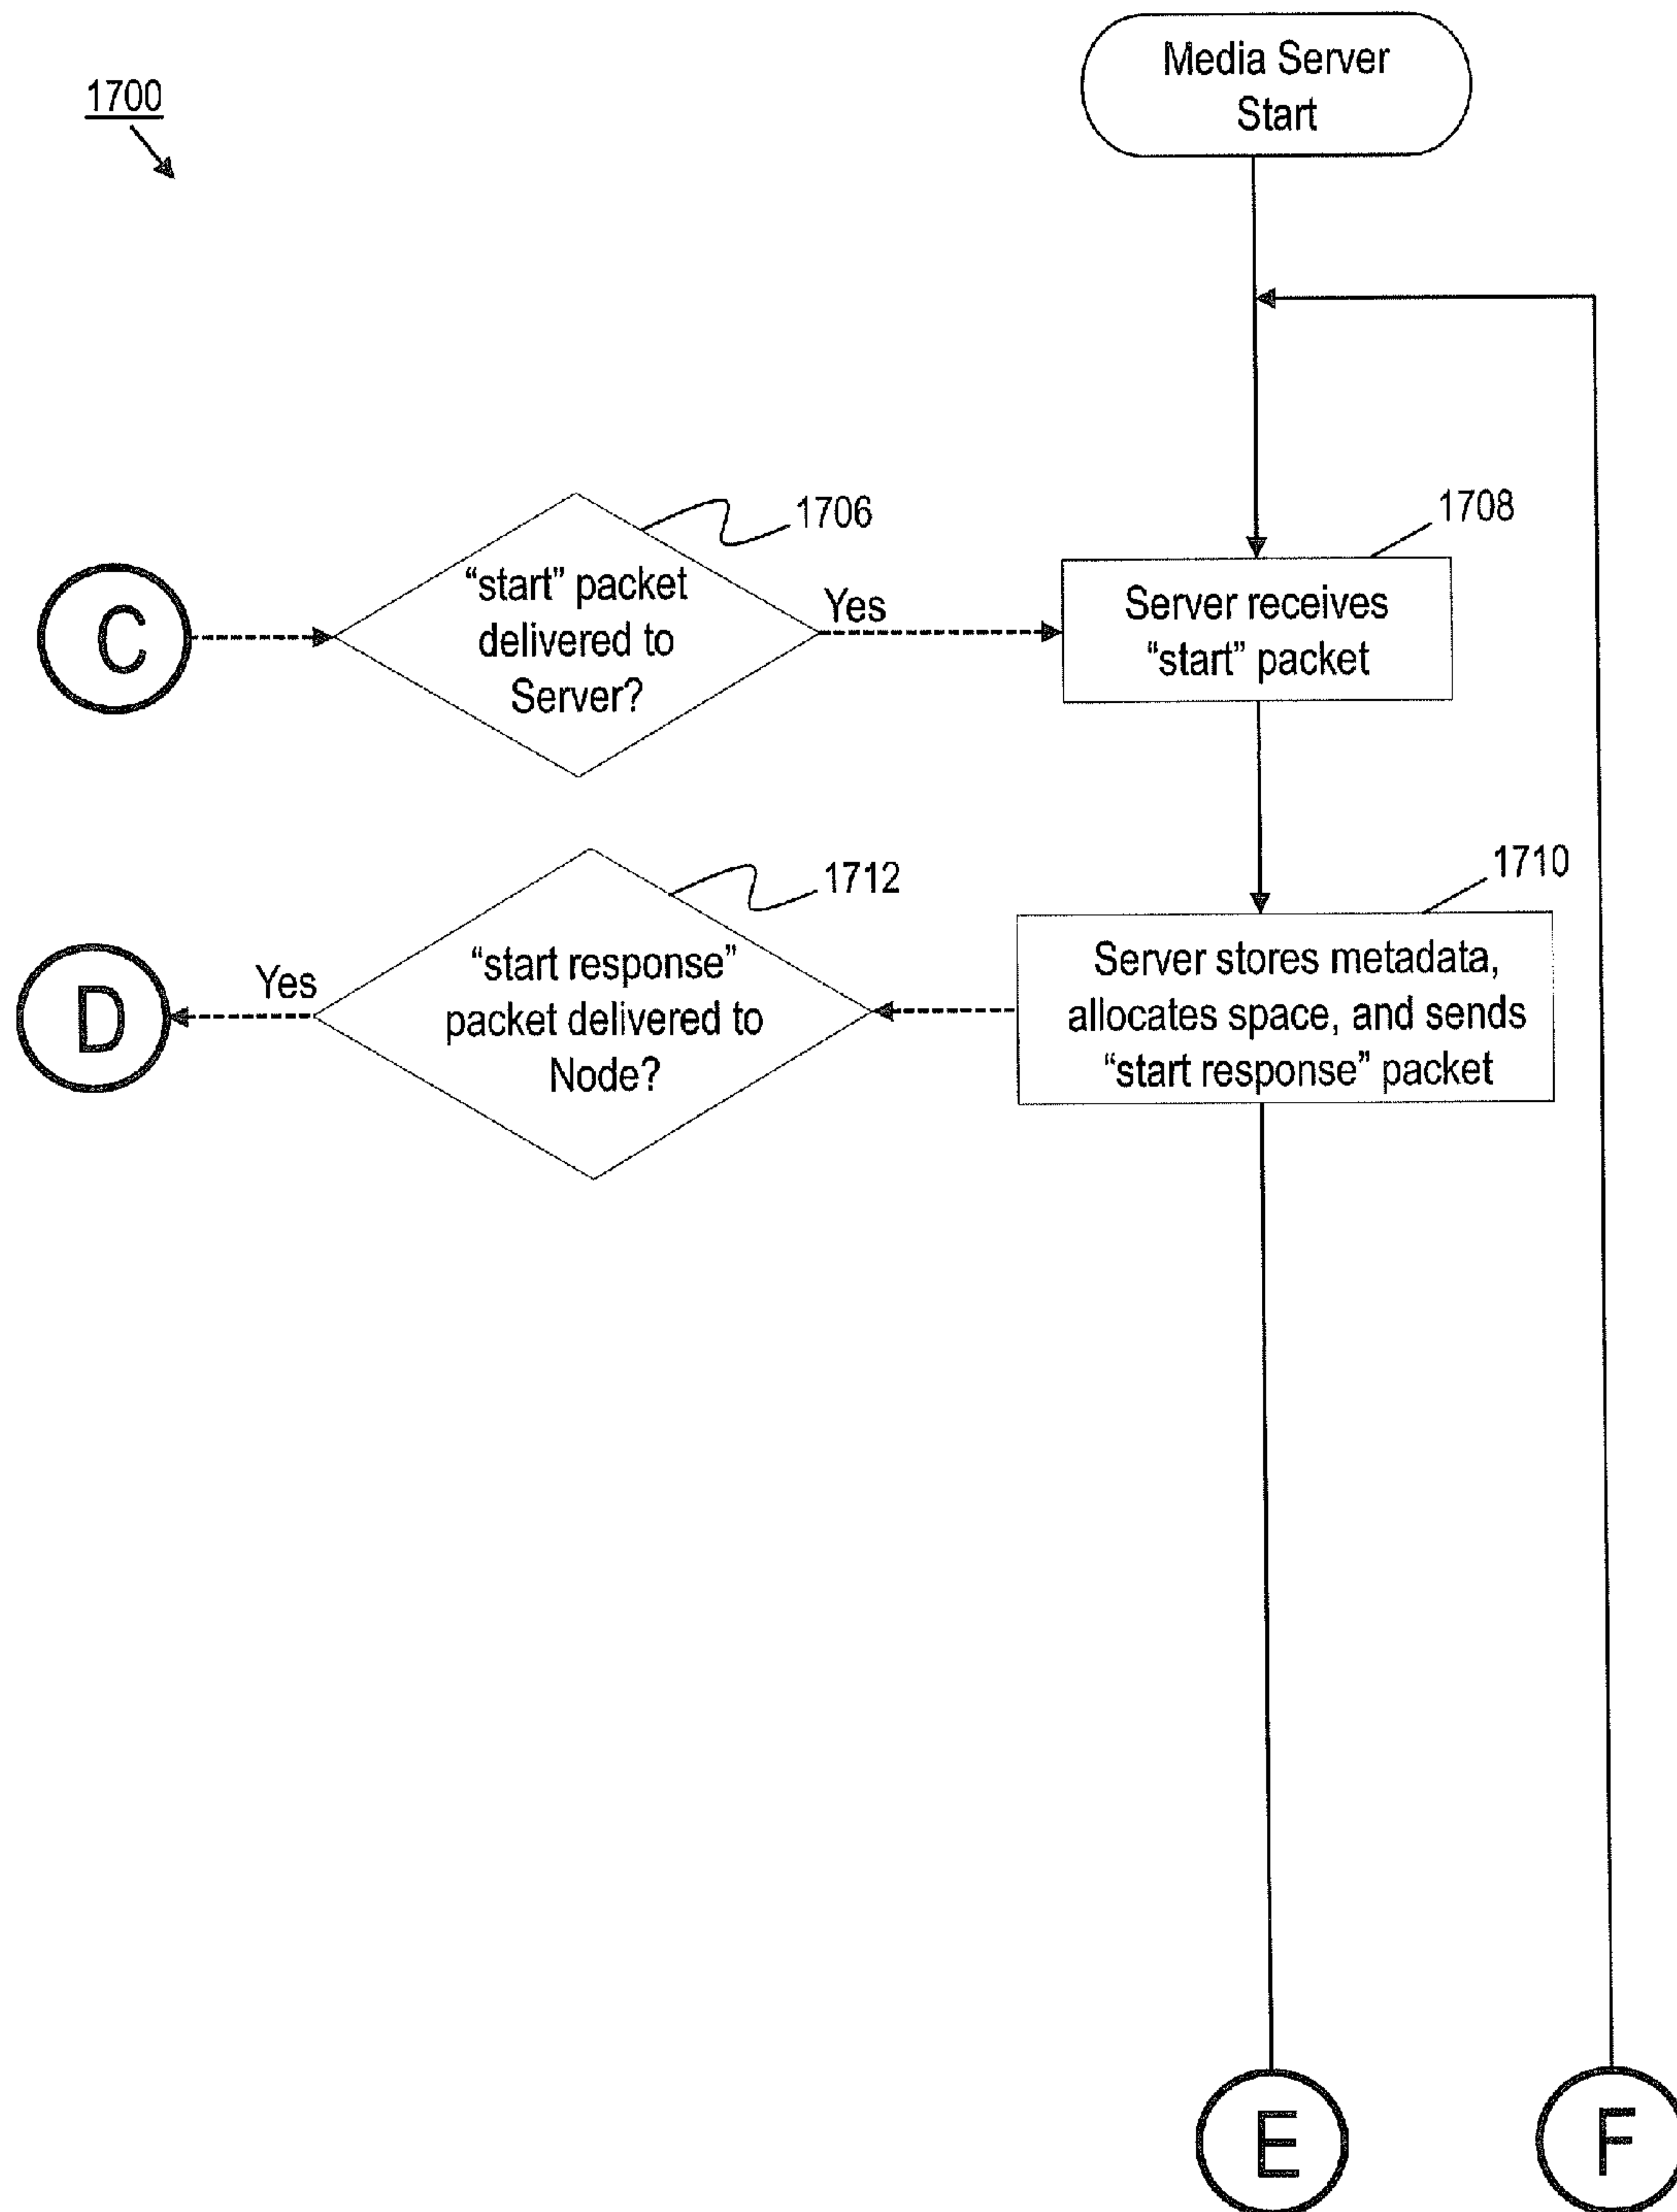 Media Server
Start
1700
1706
1708
C
“start” packet
delivered to
Server?
Yes
Server receives
“start” packet
1712
1710
D
Yes
“start response”
packet delivered to
Node?
Server stores metadata,
allocates space, and sends
“start response” packet
E
F